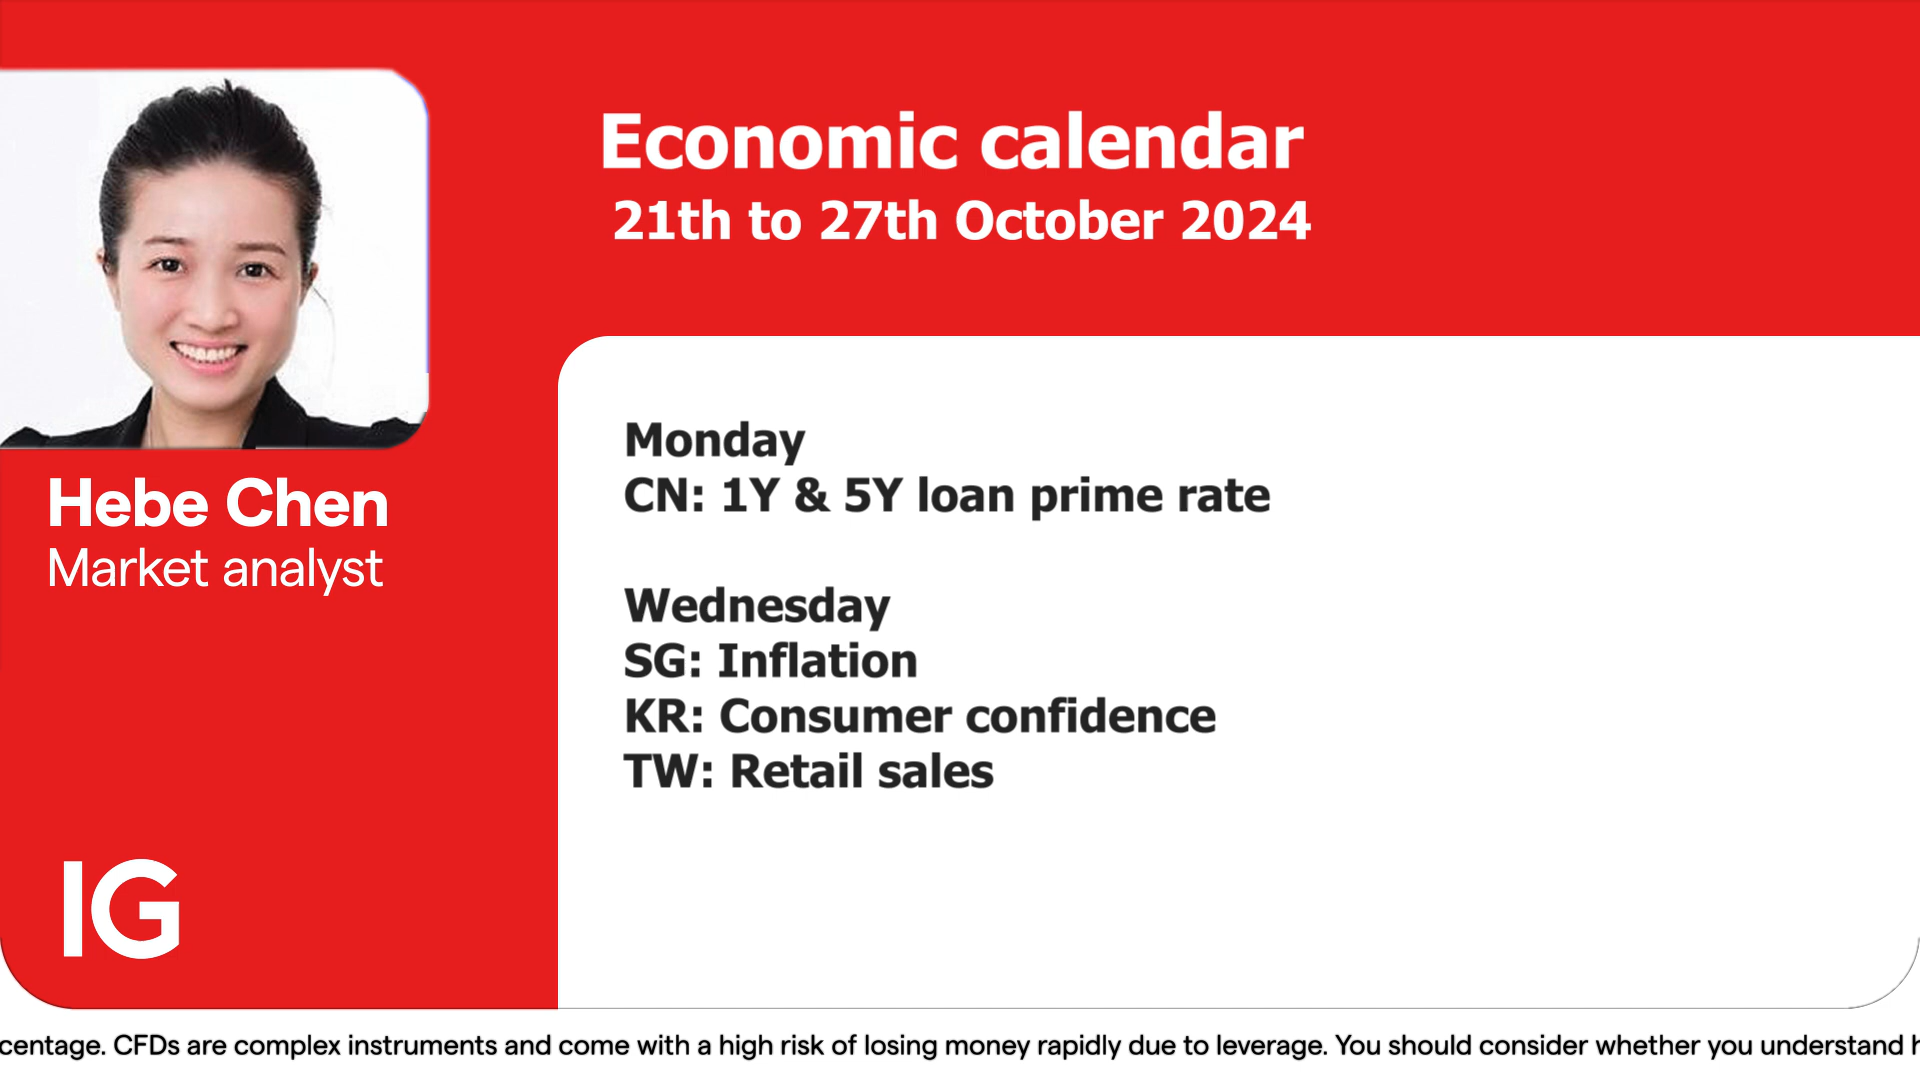 Economic calendar
21th to 27th October 2024
Hebe Chen
Market analyst
Monday
CN: 1Y & 5Y loan prime rate
Wednesday
SG: Inflation
KR: Consumer confidence
TW: Retail sales
IG
centage. CFDs are complex instruments and come with a high risk of losing money rapidly due to leverage. You should consider whether you understand